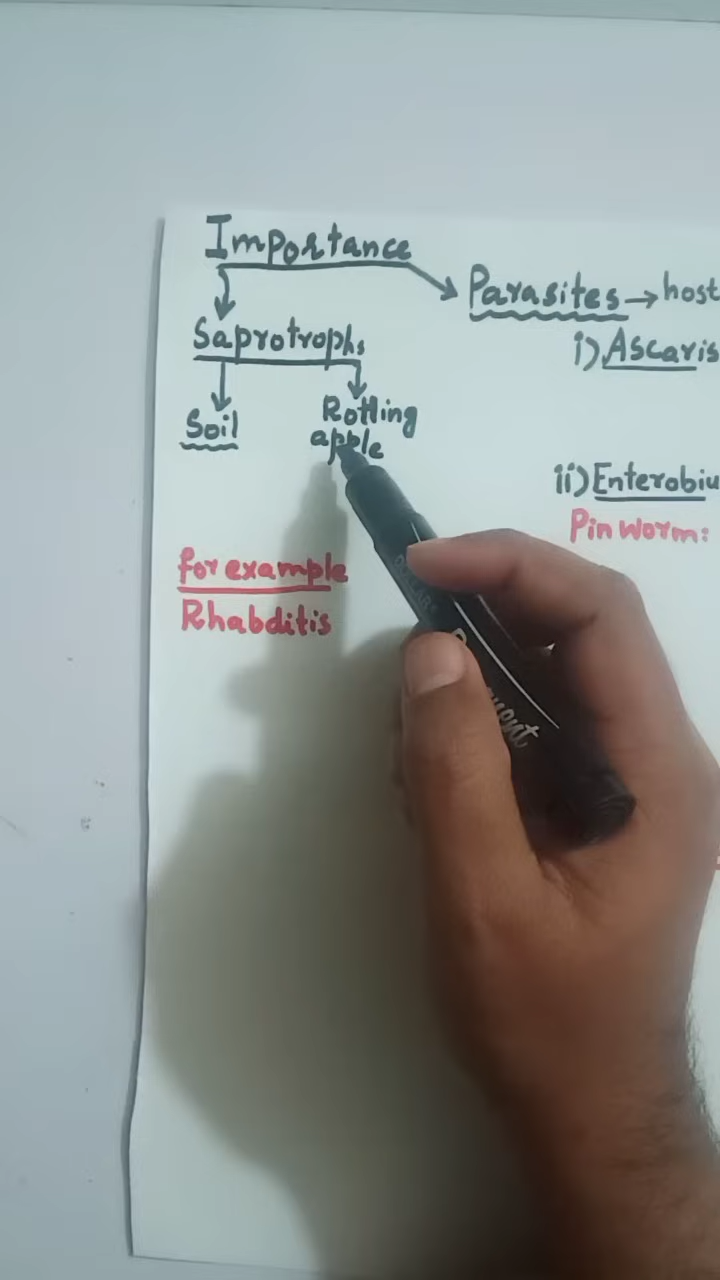 Importance
Parasites → host
Saprotrophs
i) Ascaris
Soil
Rotting
apple
ii) Enterobiu
Pin worm:
for example
Rhabditis